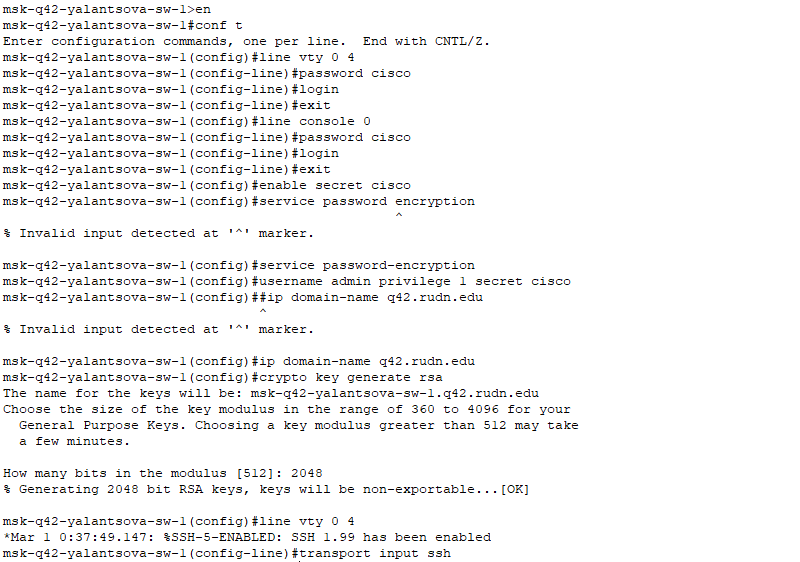 msk-q42-yalantsova-sw-1>en
msk-q42-yalantsova-sw-1#conf t
Enter configuration commands, one per line.  End with CNTL/Z.
msk-q42-yalantsova-sw-1(config)#line vty 0 4
msk-q42-yalantsova-sw-1(config-line)#password cisco
msk-q42-yalantsova-sw-1(config-line)#login
msk-q42-yalantsova-sw-1(config-line)#exit
msk-q42-yalantsova-sw-1(config)#line console 0
msk-q42-yalantsova-sw-1(config-line)#password cisco
msk-q42-yalantsova-sw-1(config-line)#login
msk-q42-yalantsova-sw-1(config-line)#exit
msk-q42-yalantsova-sw-1(config)#enable secret cisco
msk-q42-yalantsova-sw-1(config)#service password encryption
^
% Invalid input detected at '^' marker.
msk-q42-yalantsova-sw-1(config)#service password-encryption
msk-q42-yalantsova-sw-1(config)#username admin privilege 1 secret cisco
msk-q42-yalantsova-sw-1(config)##ip domain-name q42.rudn.edu
^
% Invalid input detected at '^' marker.
msk-q42-yalantsova-sw-1(config)#ip domain-name q42.rudn.edu
msk-q42-yalantsova-sw-1(config)#crypto key generate rsa
The name for the keys will be: msk-q42-yalantsova-sw-1.q42.rudn.edu
Choose the size of the key modulus in the range of 360 to 4096 for your
  General Purpose Keys. Choosing a key modulus greater than 512 may take
  a few minutes.
How many bits in the modulus [512]: 2048
% Generating 2048 bit RSA keys, keys will be non-exportable...[OK]
msk-q42-yalantsova-sw-1(config)#line vty 0 4
*Mar 1 0:37:49.147: %SSH-5-ENABLED: SSH 1.99 has been enabled
msk-q42-yalantsova-sw-1(config-line)#transport input ssh